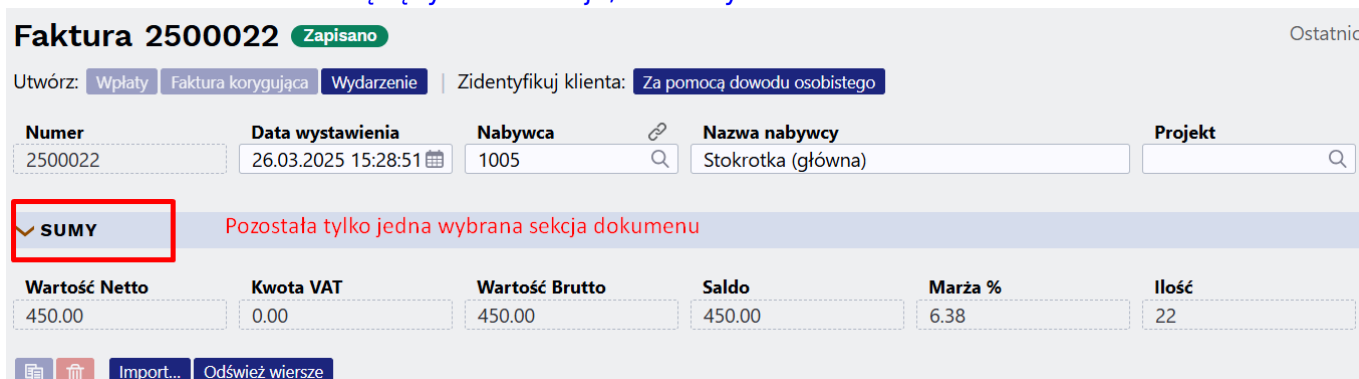 Faktura 2500022 Zapisano
Utwórz: Wpłaty Faktura korygująca Wydarzenie | Zidentyfikuj klienta: Za pomocą dowodu osobistego
Numer Data wystawienia Nabywca Nazwa nabywcy Projekt
2500022 26.03.2025 15:28:51 1005 Stokrotka (główna)
SUMY Pozostała tylko jedna wybrana sekcja dokumenu
Wartość Netto Kwota VAT Wartość Brutto Saldo Marża % Ilość
450.00 0.00 450.00 450.00 6.38 22
Import... Odśwież wiersze